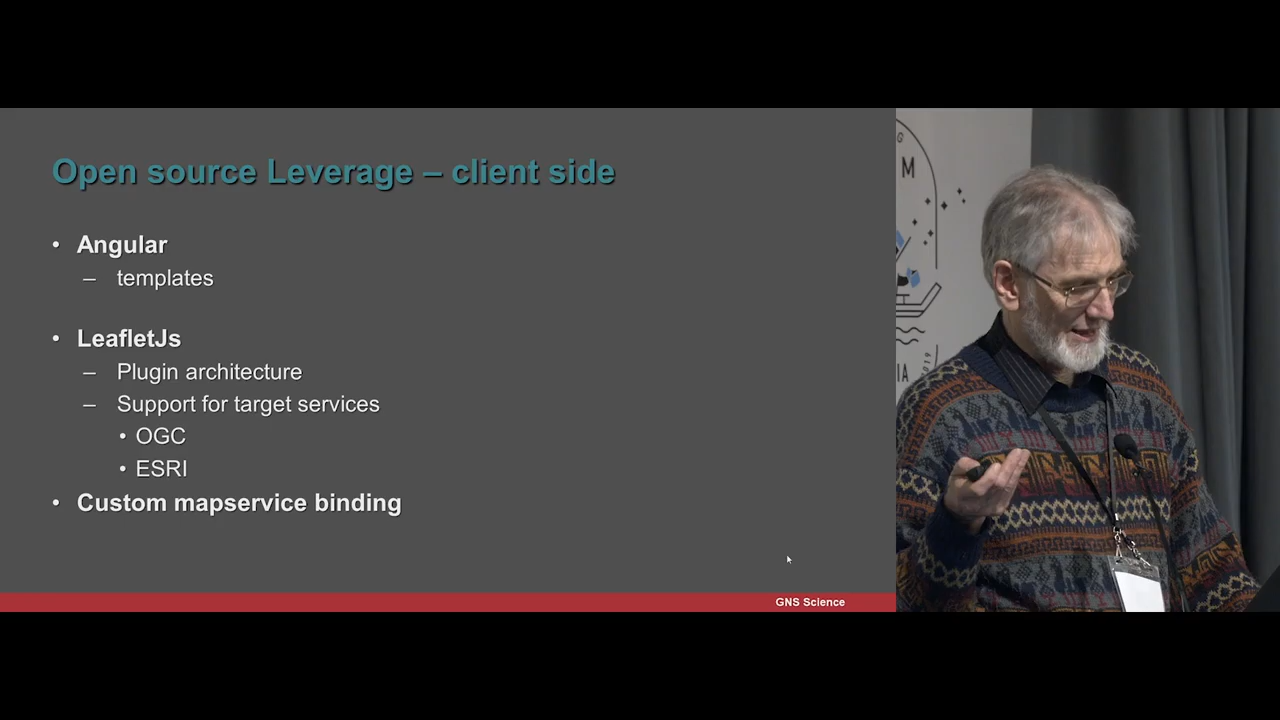 Open source Leverage – client side
• Angular
– templates
• LeafletJs
– Plugin architecture
– Support for target services
• OGC
• ESRI
• Custom mapservice binding
GNS Science
G
M
IA